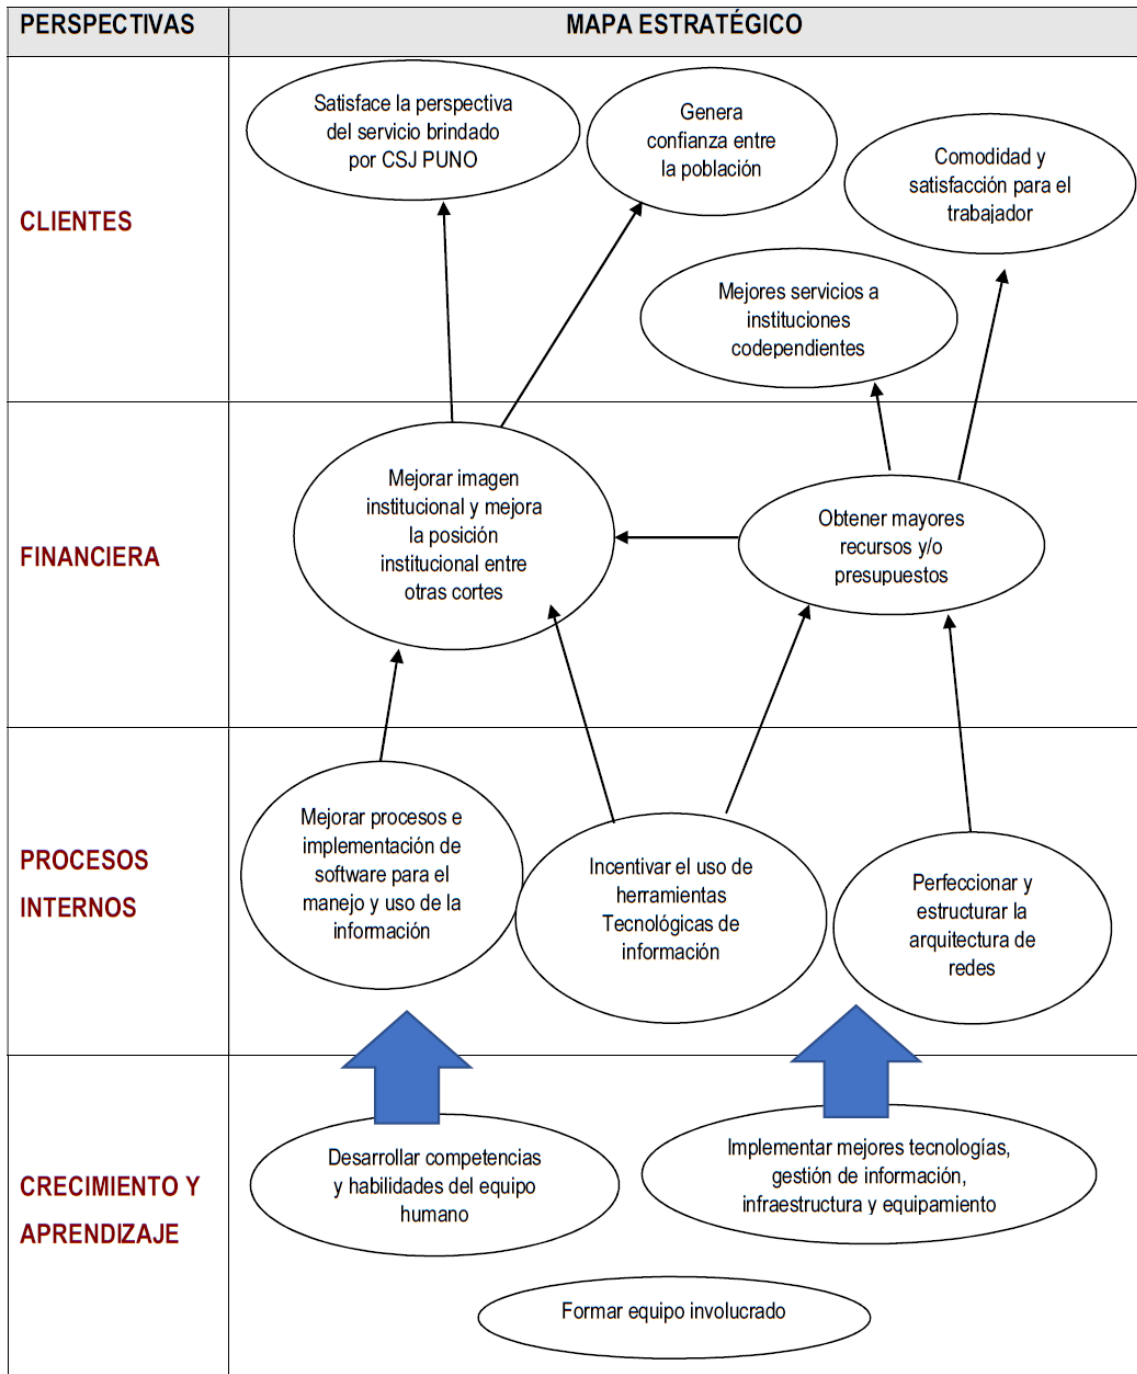 PERSPECTIVAS
MAPA ESTRATÉGICO
CLIENTES
Satisface la perspectiva
del servicio brindado
por CSJ PUNO
Genera
confianza entre
la población
Comodidad y
satisfacción para el
trabajador
Mejores servicios a
instituciones
codependientes
FINANCIERA
Mejorar imagen
institucional y mejora
la posición
institucional entre
otras cortes
Obtener mayores
recursos y/o
presupuestos
PROCESOS
INTERNOS
Mejorar procesos e
implementación de
software para el
manejo y uso de la
información
Incentivar el uso de
herramientas
Tecnológicas de
información
Perfeccionar y
estructurar la
arquitectura de
redes
CRECIMIENTO Y
APRENDIZAJE
Desarrollar competencias
y habilidades del equipo
humano
Implementar mejores tecnologías,
gestión de información,
infraestructura y equipamiento
Formar equipo involucrado